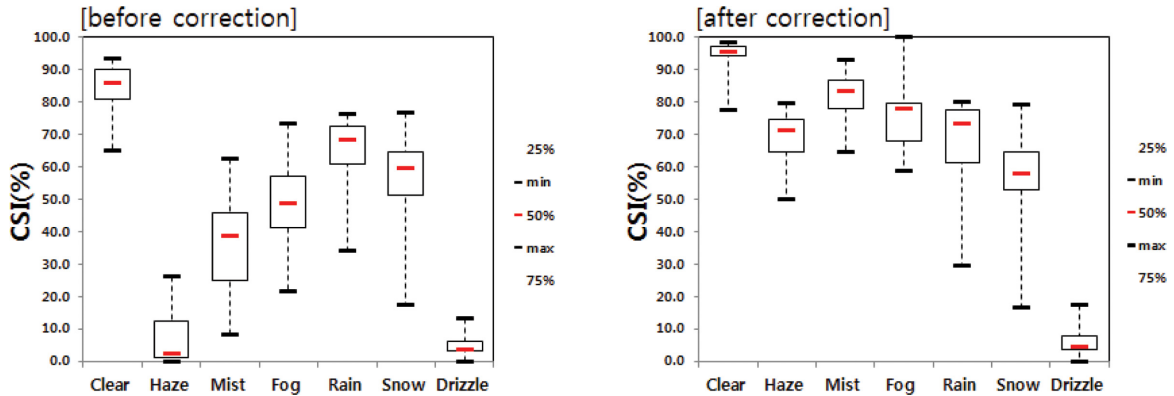 [before correction]
CSI(%)
100.0
90.0
80.0
70.0
60.0
50.0
40.0
30.0
20.0
10.0
0.0
Clear Haze Mist Fog Rain Snow Drizzle
25%
min
50%
max
75%
[after correction]
CSI(%)
100.0
90.0
80.0
70.0
60.0
50.0
40.0
30.0
20.0
10.0
0.0
Clear Haze Mist Fog Rain Snow Drizzle
25%
min
50%
max
75%